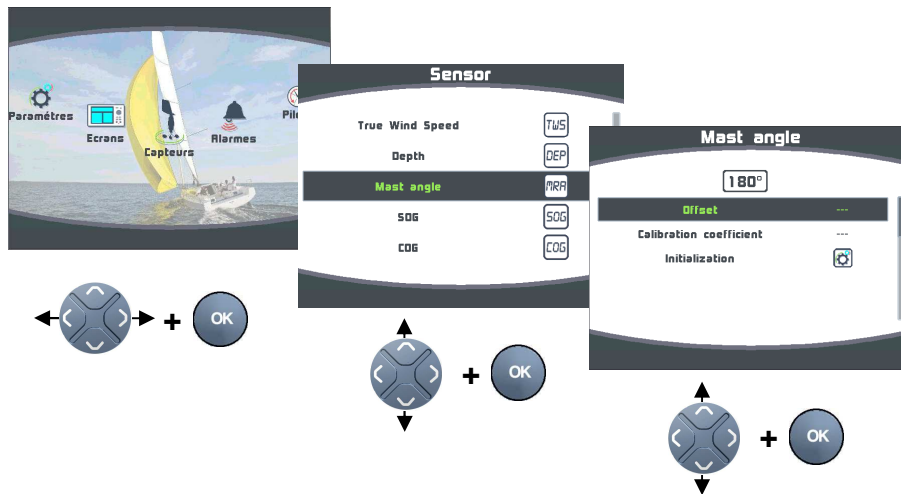 Paramétres
Ecrans
Capteurs
Alarmes
OK
Sensor
True Wind Speed TWS
Depth DEP
Mast angle MRA
SOG SOG
COG COG
OK
Mast angle
180°
Offset ---
Calibration coefficient ---
Initialization
OK